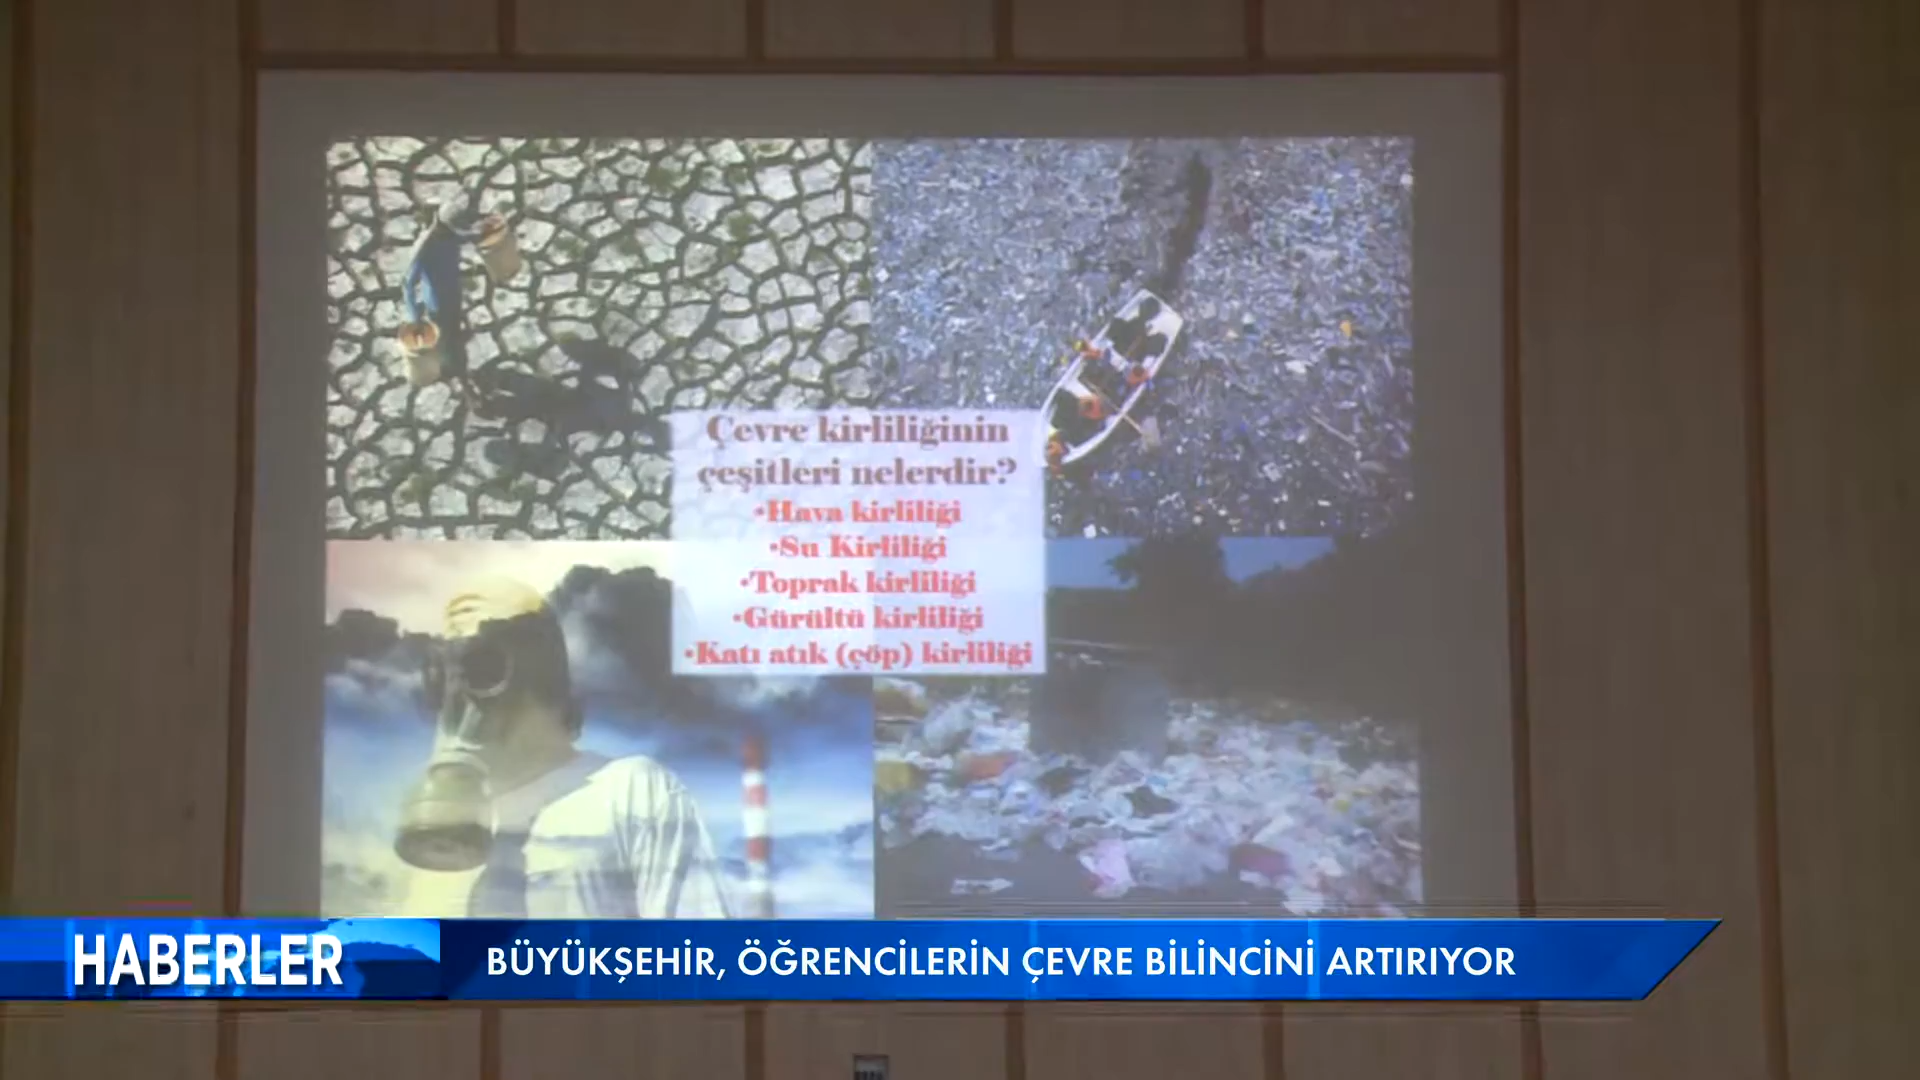 Çevre kirliliğinin
çeşitleri nelerdir?
•Hava kirliliği
•Su Kirliliği
•Toprak kirliliği
•Gürültü kirliliği
•Katı atık (çöp) kirliliği
HABERLER
BÜYÜKŞEHİR, ÖĞRENCİLERİN ÇEVRE BİLİNCİNİ ARTIRIYOR